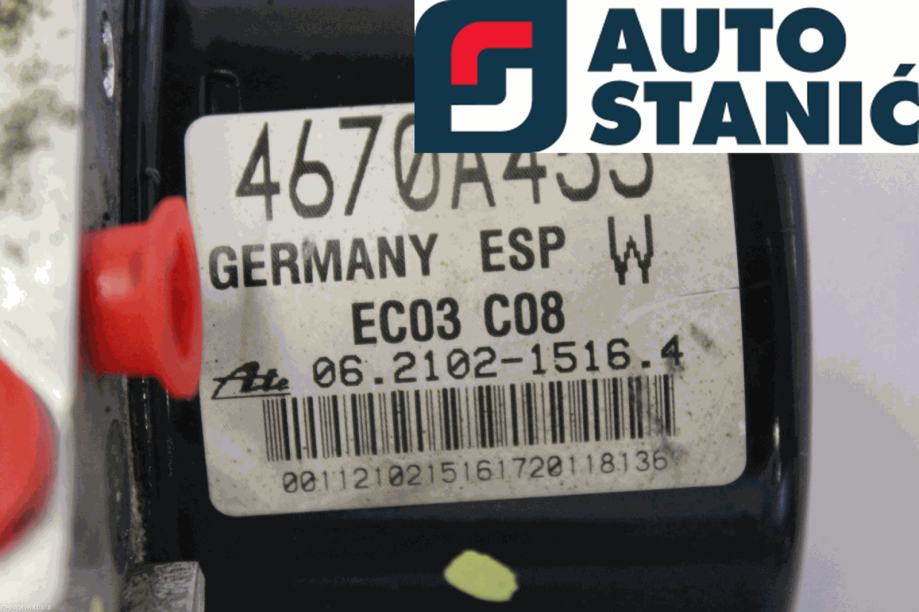 AUTO
STANIĆ
GERMANY ESP W
EC03 C08
Ate 06.2102-1516.4
0011210215161720118136